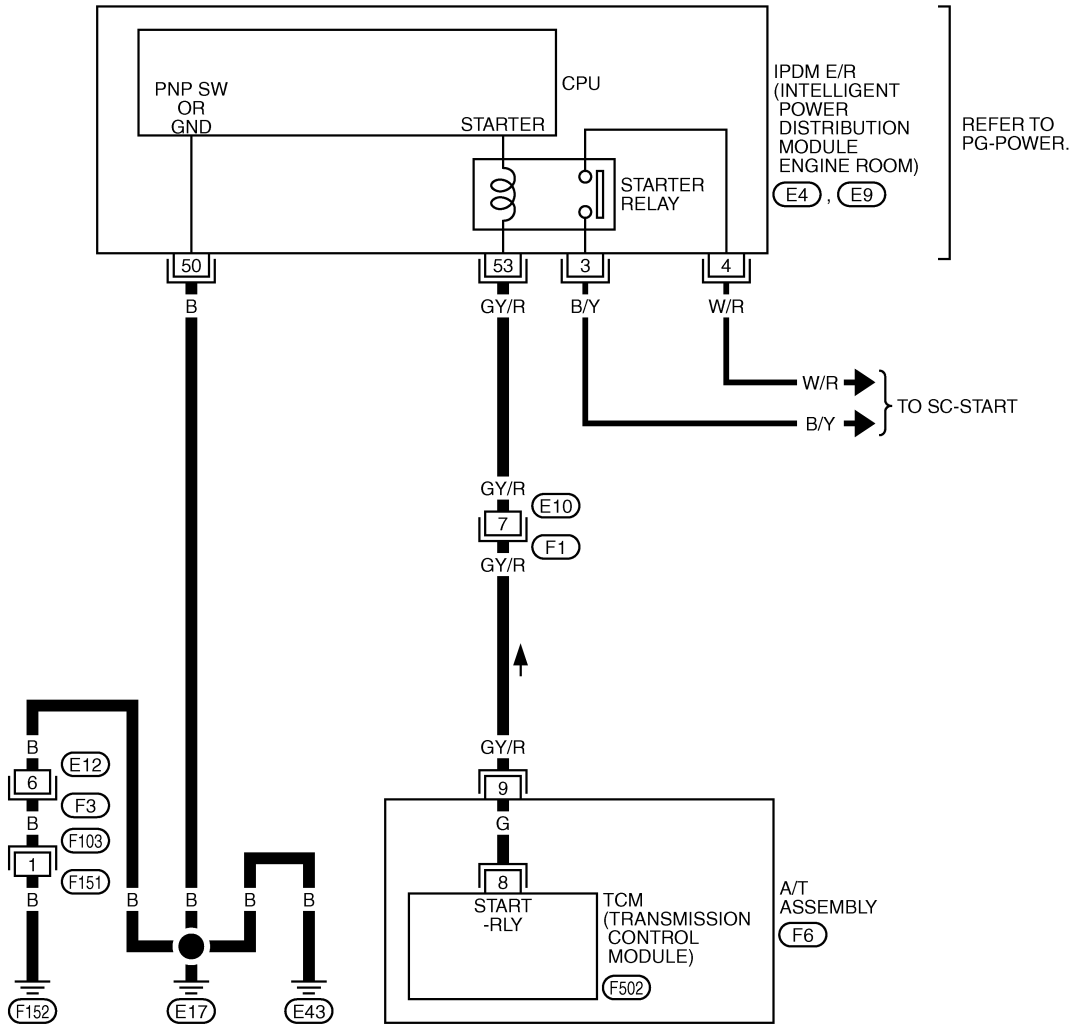 PNP SW
OR
GND
STARTER
CPU
STARTER
RELAY
IPDM E/R
(INTELLIGENT
POWER
DISTRIBUTION
MODULE
ENGINE ROOM)
E4 , E9
REFER TO
PG-POWER.
50
53
3
4
B
GY/R
B/Y
W/R
W/R
B/Y
TO SC-START
GY/R
E10
7
F1
GY/R
GY/R
9
G
8
START
-RLY
TCM
(TRANSMISSION
CONTROL
MODULE)
F502
A/T
ASSEMBLY
F6
B
E12
6
F3
B
F103
1
F151
B
B
B
B
B
F152
E17
E43